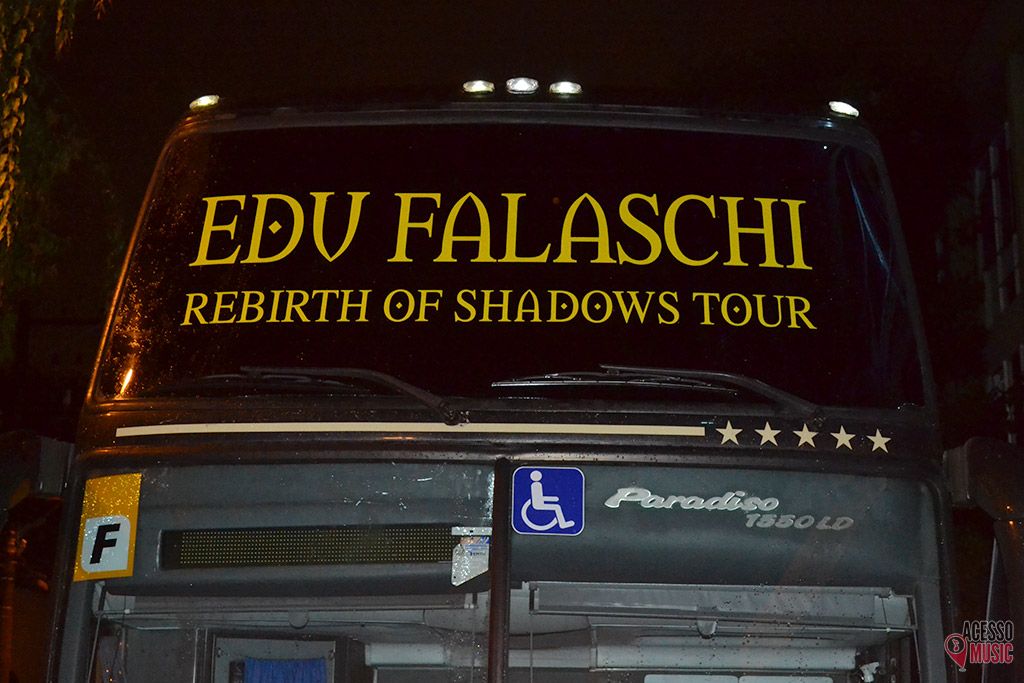 EDU FALASCHI
REBIRTH OF SHADOWS TOUR
F
Paradiso
1550 LD
ACESSO
MUSIC